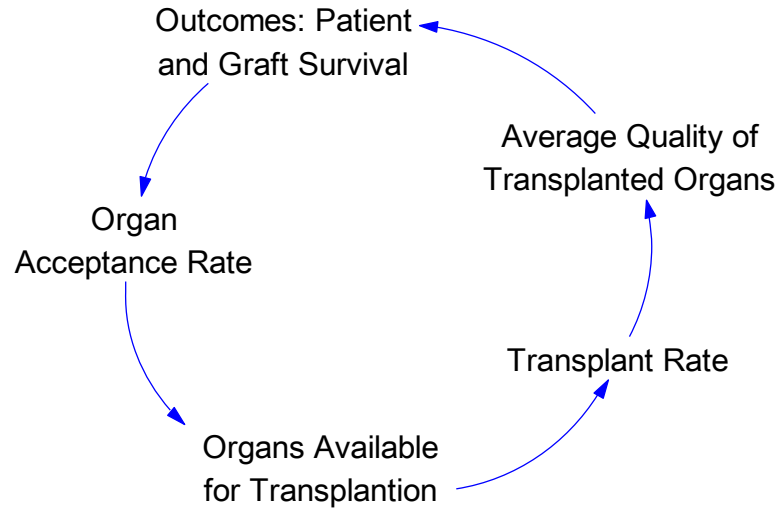 Outcomes: Patient
and Graft Survival
Average Quality of
Transplanted Organs
Organ
Acceptance Rate
Transplant Rate
Organs Available
for Transplantion